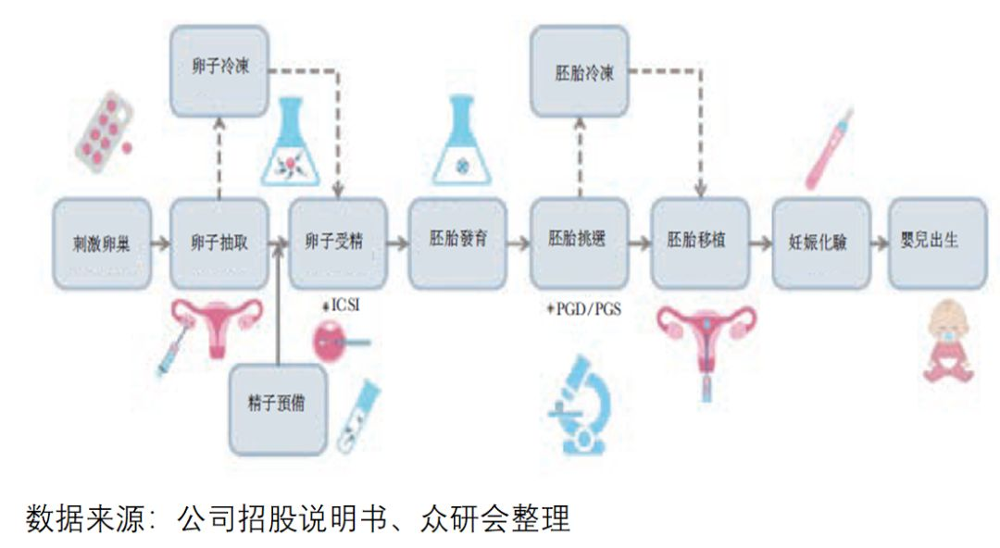 卵子冷凍
胚胎冷凍
刺激卵巢
卵子抽取
卵子受精
胚胎發育
胚胎挑選
胚胎移植
妊娠化驗
嬰兒出生
+ICSI
+PGD/PGS
精子預備
数据来源：公司招股说明书、众研会整理